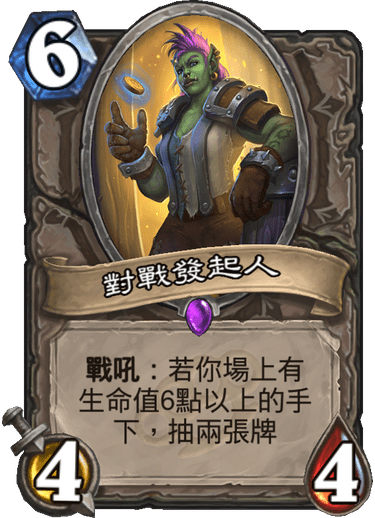 6
對戰發起人
戰吼：若你場上有
生命值6點以上的手
下，抽兩張牌
4
4